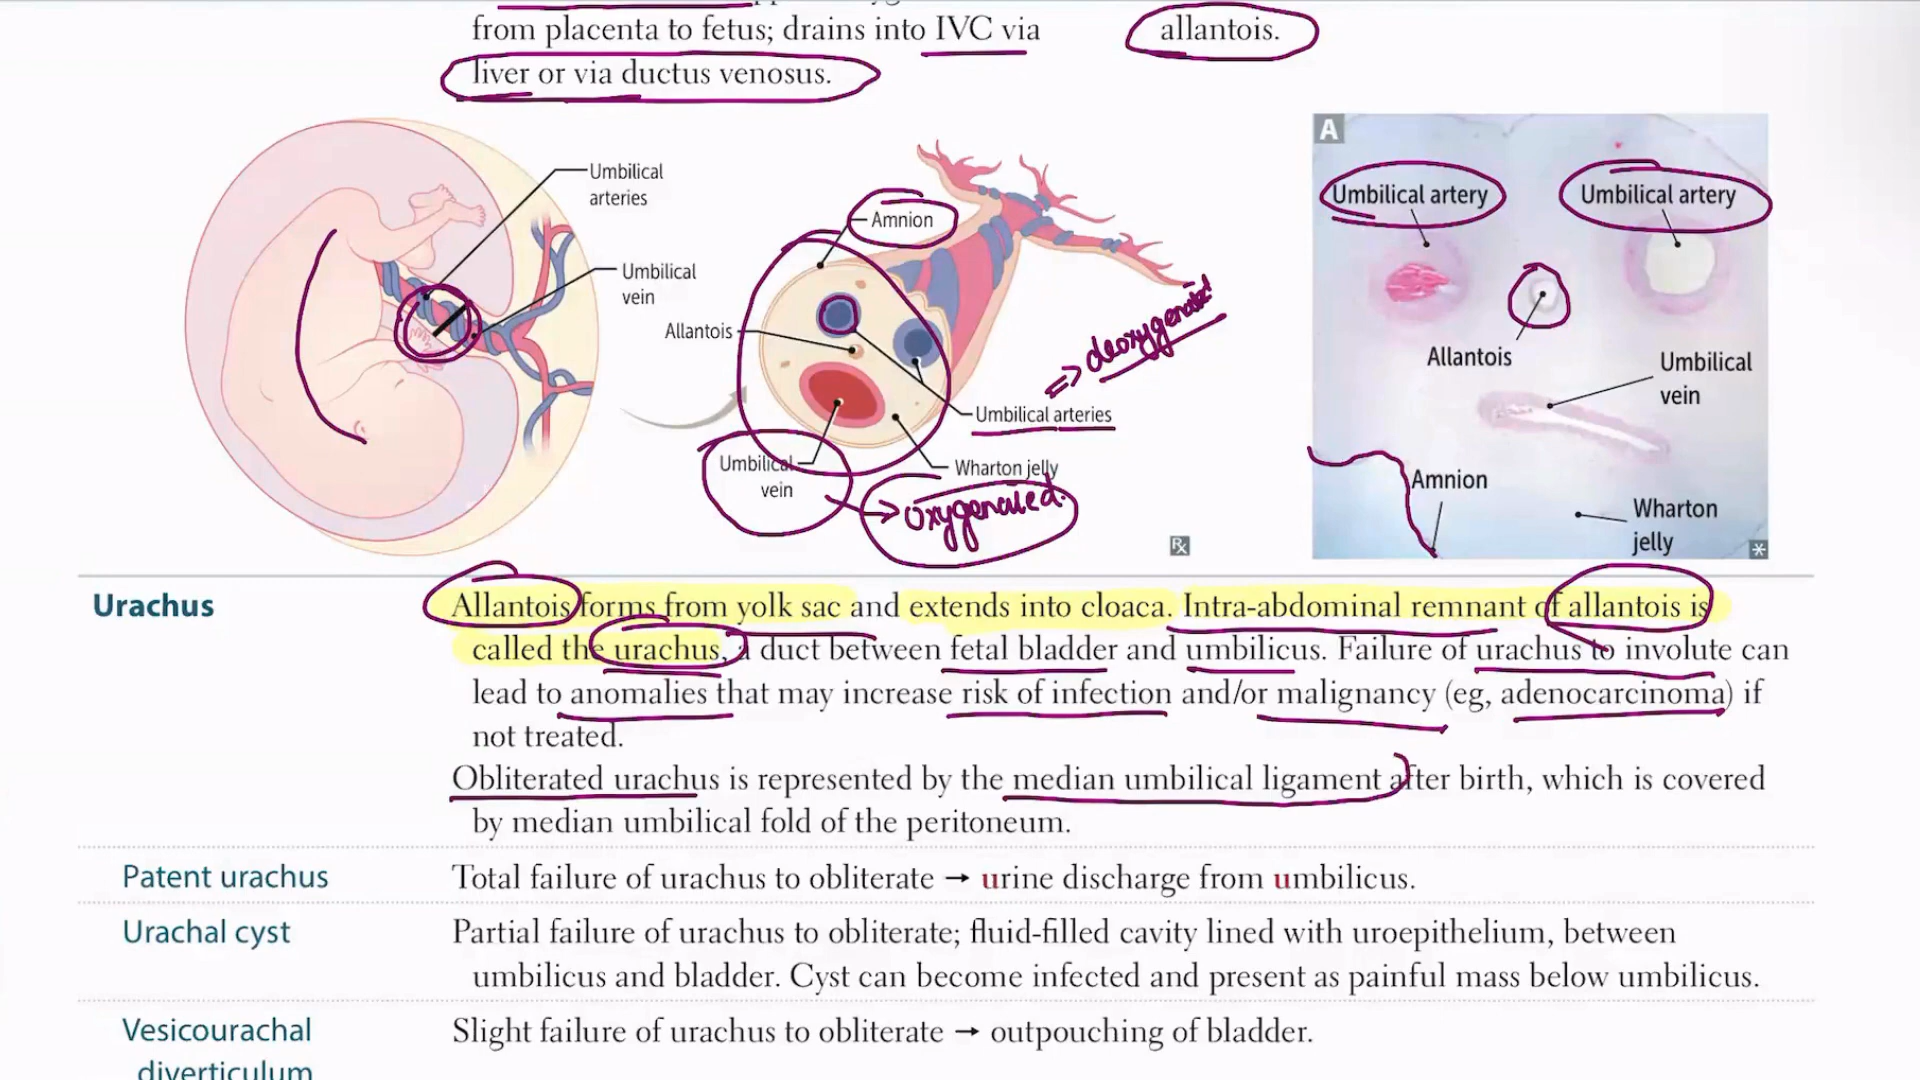 from placenta to fetus; drains into IVC via
allantois.
liver or via ductus venosus.
Umbilical
arteries
Umbilical
vein
Amnion
Allantois
Umbilical arteries
Umbilical
vein
Wharton jelly
=> deoxygenated
oxygenated.
Rx
A
Umbilical artery
Umbilical artery
Allantois
Umbilical
vein
Amnion
Wharton
jelly
Urachus
Allantois forms from yolk sac and extends into cloaca. Intra-abdominal remnant of allantois is
called the urachus, a duct between fetal bladder and umbilicus. Failure of urachus to involute can
lead to anomalies that may increase risk of infection and/or malignancy (eg, adenocarcinoma) if
not treated.
Obliterated urachus is represented by the median umbilical ligament after birth, which is covered
by median umbilical fold of the peritoneum.
Patent urachus
Total failure of urachus to obliterate → urine discharge from umbilicus.
Urachal cyst
Partial failure of urachus to obliterate; fluid-filled cavity lined with uroepithelium, between
umbilicus and bladder. Cyst can become infected and present as painful mass below umbilicus.
Vesicourachal
diverticulum
Slight failure of urachus to obliterate → outpouching of bladder.